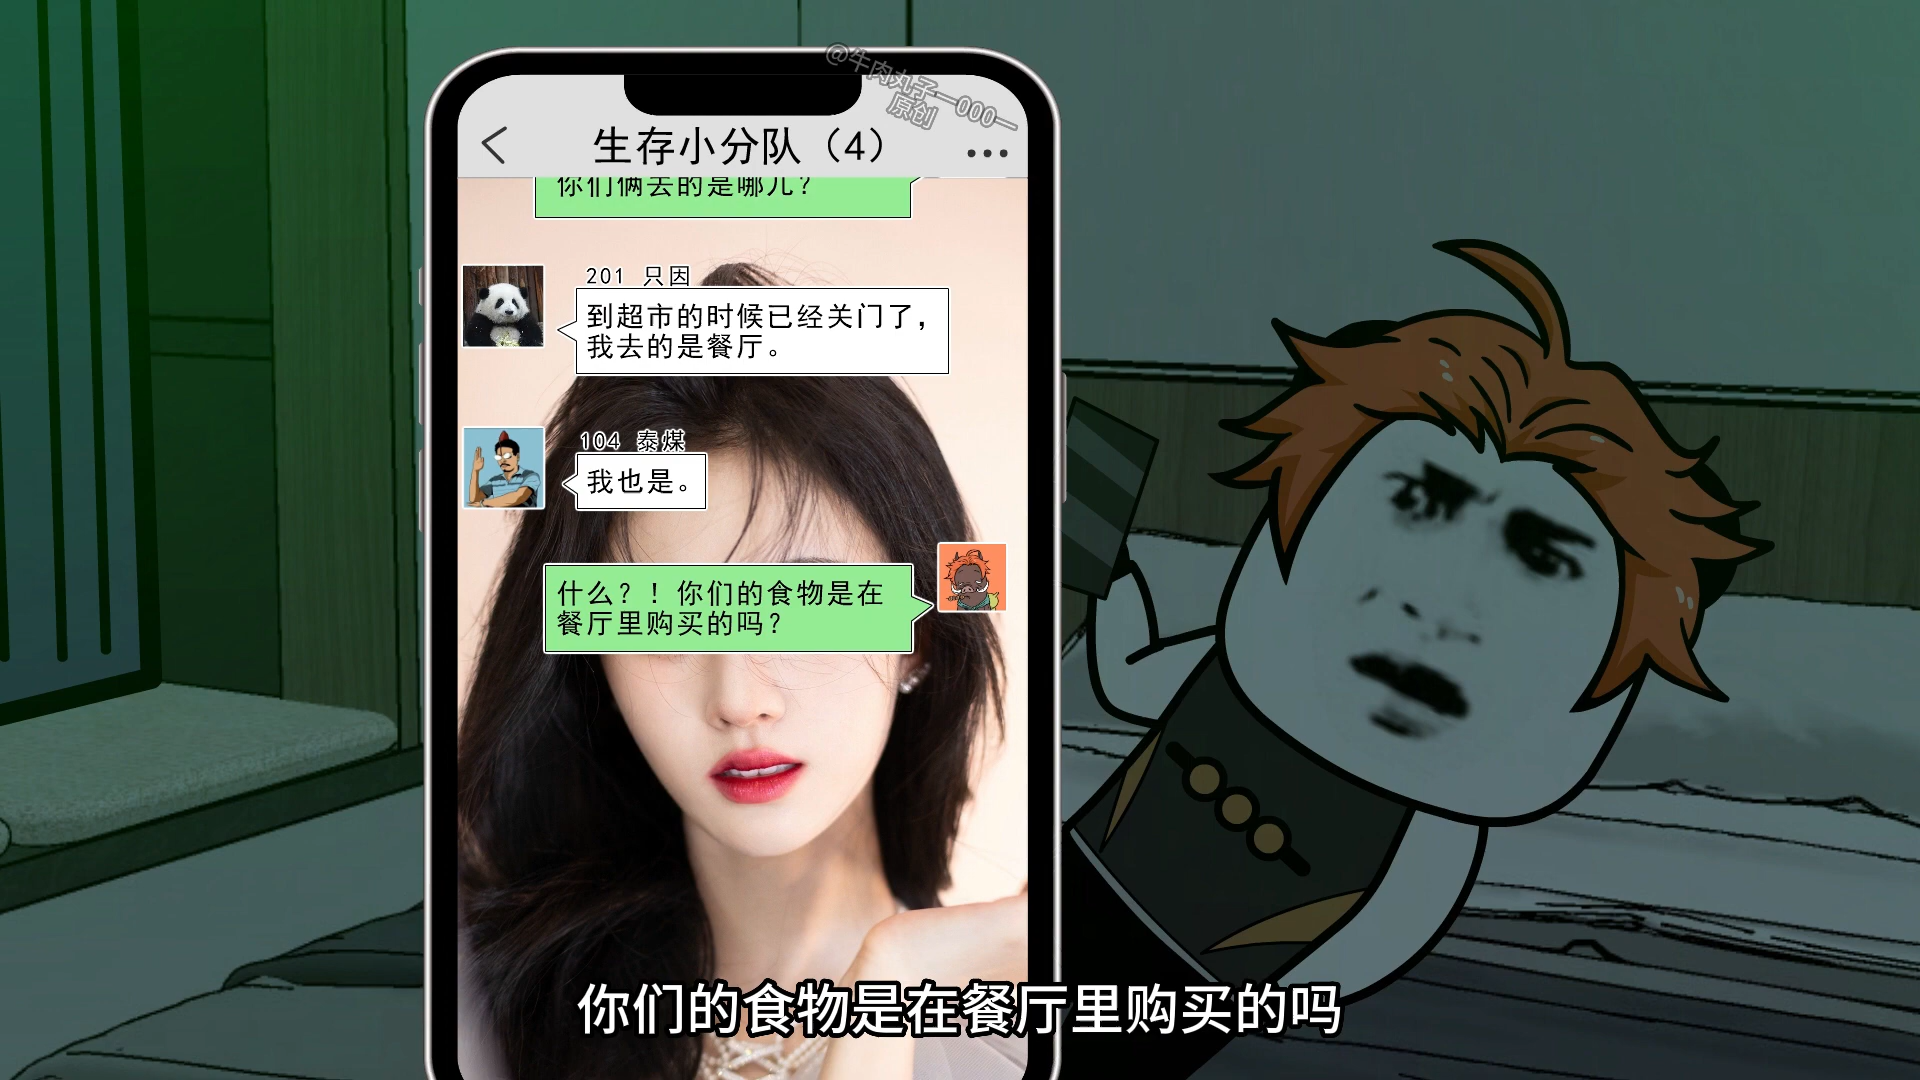 @牛肉丸子—000—
原创
生存小分队（4）
你们俩去的是哪儿？
201 只因
到超市的时候已经关门了，
我去的是餐厅。
104 泰煤
我也是。
什么？！你们的食物是在
餐厅里购买的吗？
你们的食物是在餐厅里购买的吗